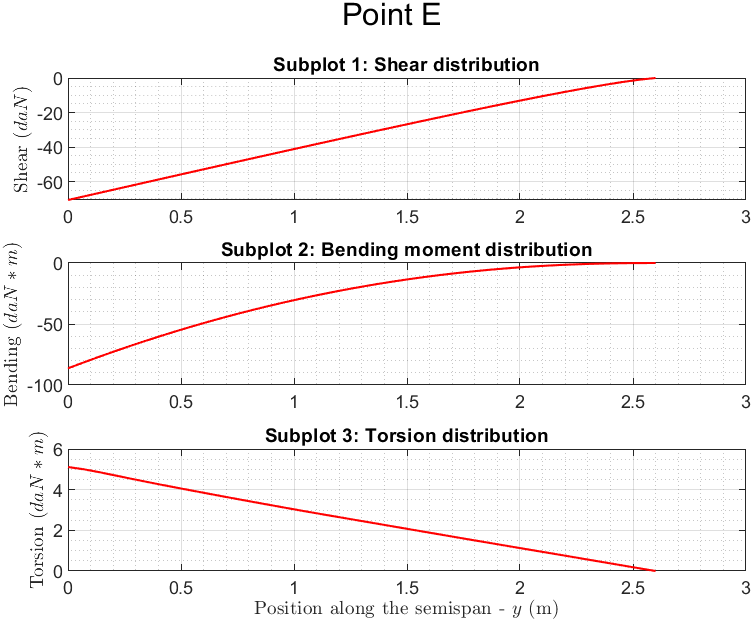 Point E
Subplot 1: Shear distribution
Shear (daN)
0
-20
-40
-60
0 0.5 1 1.5 2 2.5 3
Subplot 2: Bending moment distribution
Bending (daN * m)
0
-50
-100
0 0.5 1 1.5 2 2.5 3
Subplot 3: Torsion distribution
Torsion (daN * m)
6
4
2
0
0 0.5 1 1.5 2 2.5 3
Position along the semispan - y (m)